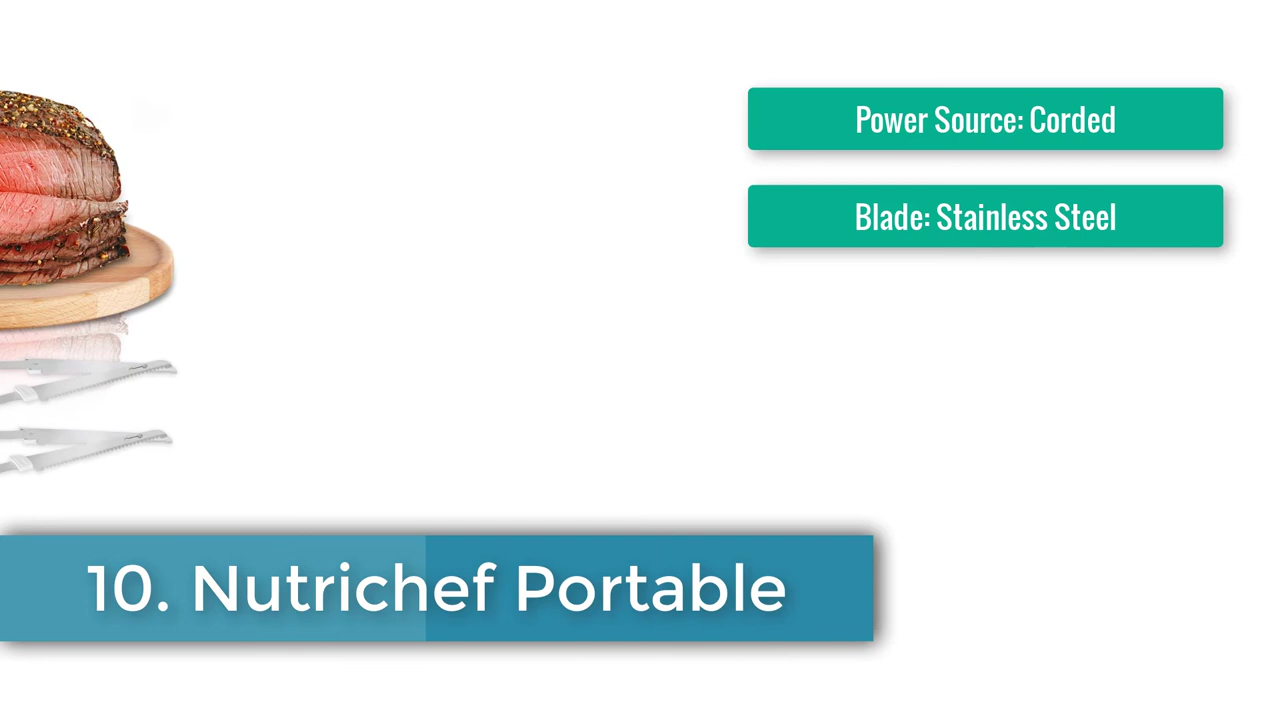 Power Source: Corded
Blade: Stainless Steel
10. Nutrichef Portable